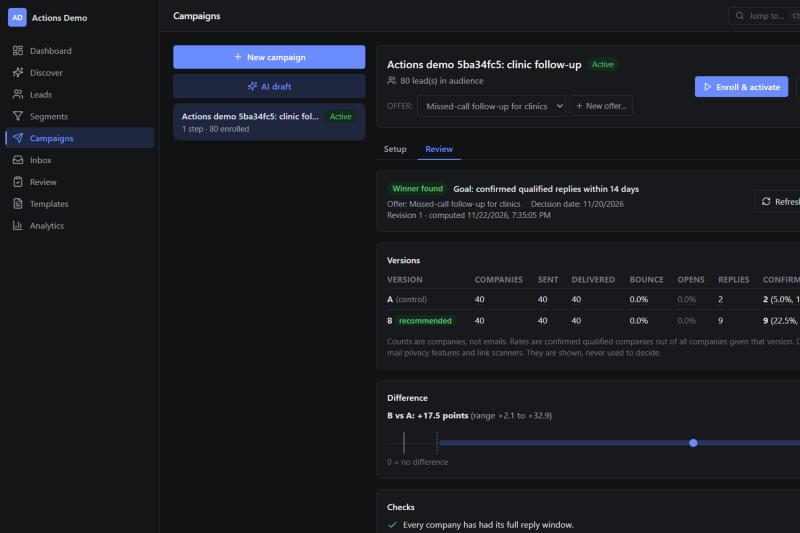 AD Actions Demo
Dashboard
Discover
Leads
Segments
Campaigns
Inbox
Review
Templates
Analytics
Campaigns
Jump to...
New campaign
AI draft
Actions demo 5ba34fc5: clinic fol... Active
1 step · 80 enrolled
Actions demo 5ba34fc5: clinic follow-up Active
80 lead(s) in audience
Enroll & activate
OFFER: Missed-call follow-up for clinics + New offer...
Setup Review
Winner found Goal: confirmed qualified replies within 14 days
Offer: Missed-call follow-up for clinics Decision date: 11/20/2026
Revision 1 · computed 11/22/2026, 7:35:05 PM
Refres
Versions
VERSION COMPANIES SENT DELIVERED BOUNCE OPENS REPLIES CONFIRM
A (control) 40 40 40 0.0% 0.0% 2 2 (5.0%, 1
B recommended 40 40 40 0.0% 0.0% 9 9 (22.5%,
Counts are companies, not emails. Rates are confirmed qualified companies out of all companies given that version.
mail privacy features and link scanners. They are shown, never used to decide.
Difference
B vs A: +17.5 points (range +2.1 to +32.9)
0 = no difference
Checks
Every company has had its full reply window.